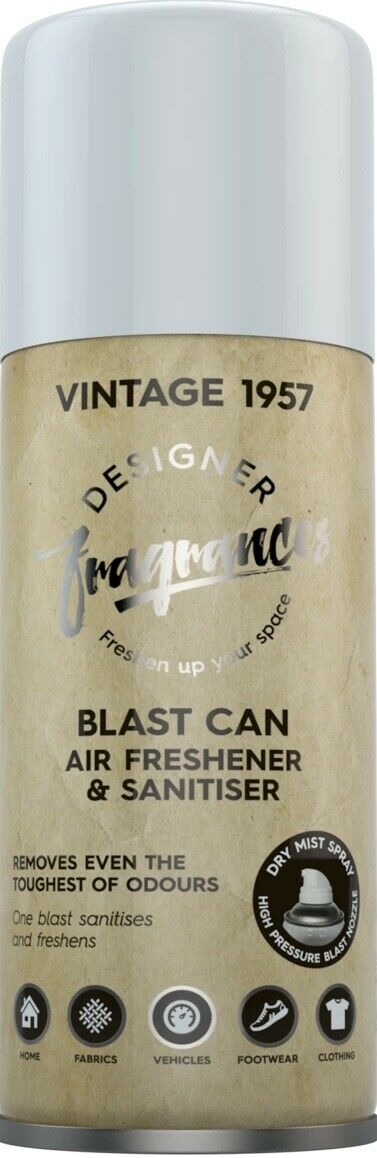 VINTAGE 1957
DESIGNER
fragrances
Freshen up your space
BLAST CAN
AIR FRESHENER
& SANITISER
REMOVES EVEN THE
TOUGHEST OF ODOURS
One blast sanitises
and freshens
DRY MIST SPRAY
HIGH PRESSURE BLAST NOZZLE
HOME
FABRICS
VEHICLES
FOOTWEAR
CLOTHING